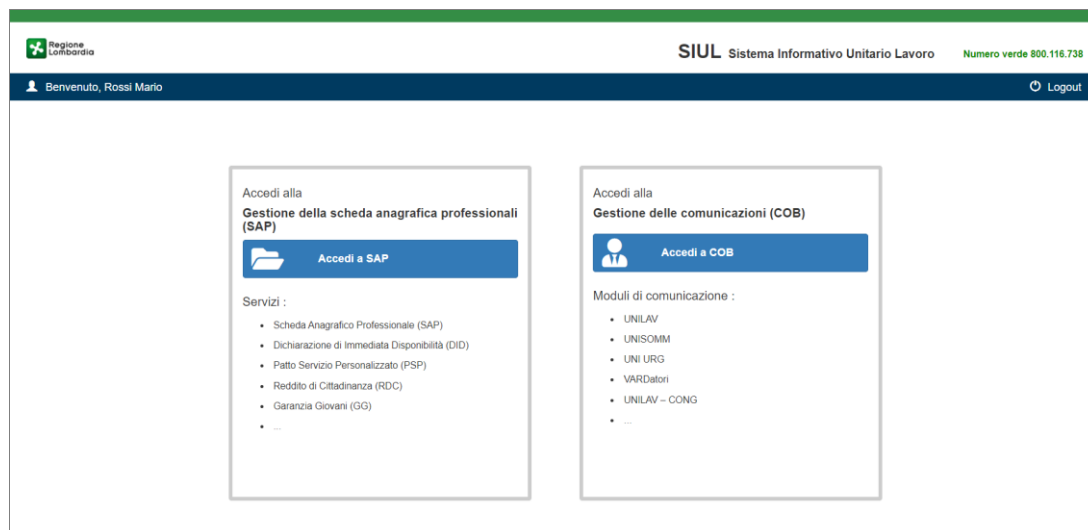 Regione
Lombardia
SIUL Sistema Informativo Unitario Lavoro
Numero verde 800.116.738
Benvenuto, Rossi Mario
Logout
Accedi alla
Gestione della scheda anagrafica professionali
(SAP)
Accedi a SAP
Servizi :
• Scheda Anagrafico Professionale (SAP)
• Dichiarazione di Immediata Disponibilità (DID)
• Patto Servizio Personalizzato (PSP)
• Reddito di Cittadinanza (RDC)
• Garanzia Giovani (GG)
• ...
Accedi alla
Gestione delle comunicazioni (COB)
Accedi a COB
Moduli di comunicazione :
• UNILAV
• UNISOMM
• UNI URG
• VARDatori
• UNILAV – CONG
• ...